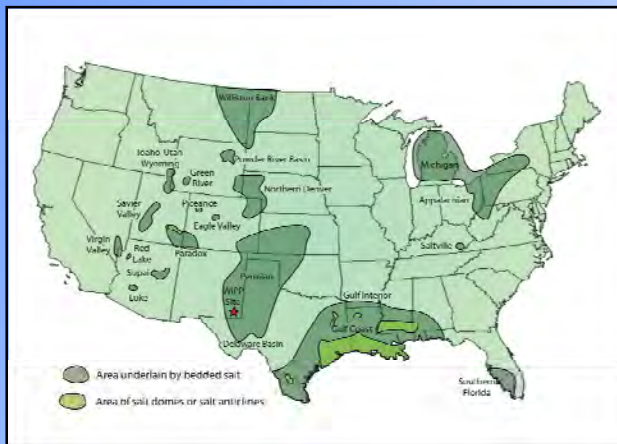 Williston Bank
Powder River Basin
Idaho-Utah
Wyoming
Green
River
Northern Denver
Michigan
Appalachian
Savier
Valley
Piceance
Eagle Valley
Virgin
Valley
Red
Lake
Paradox
Saltville
Supai
Luke
Permian
WIPP
Site
Gulf Interior
Gulf Coast
Delaware Basin
Southern
Florida
Area underlain by bedded salt
Area of salt domes or salt anticlines